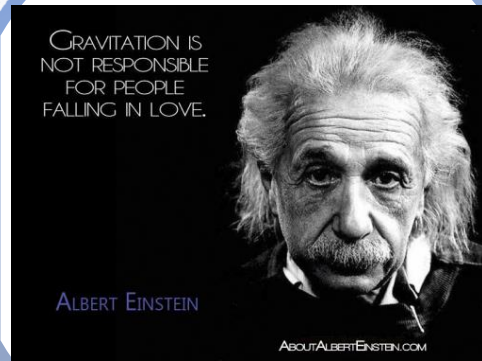 GRAVITATION IS
NOT RESPONSIBLE
FOR PEOPLE
FALLING IN LOVE.
ALBERT EINSTEIN
ABOUTALBERTEINSTEIN.COM